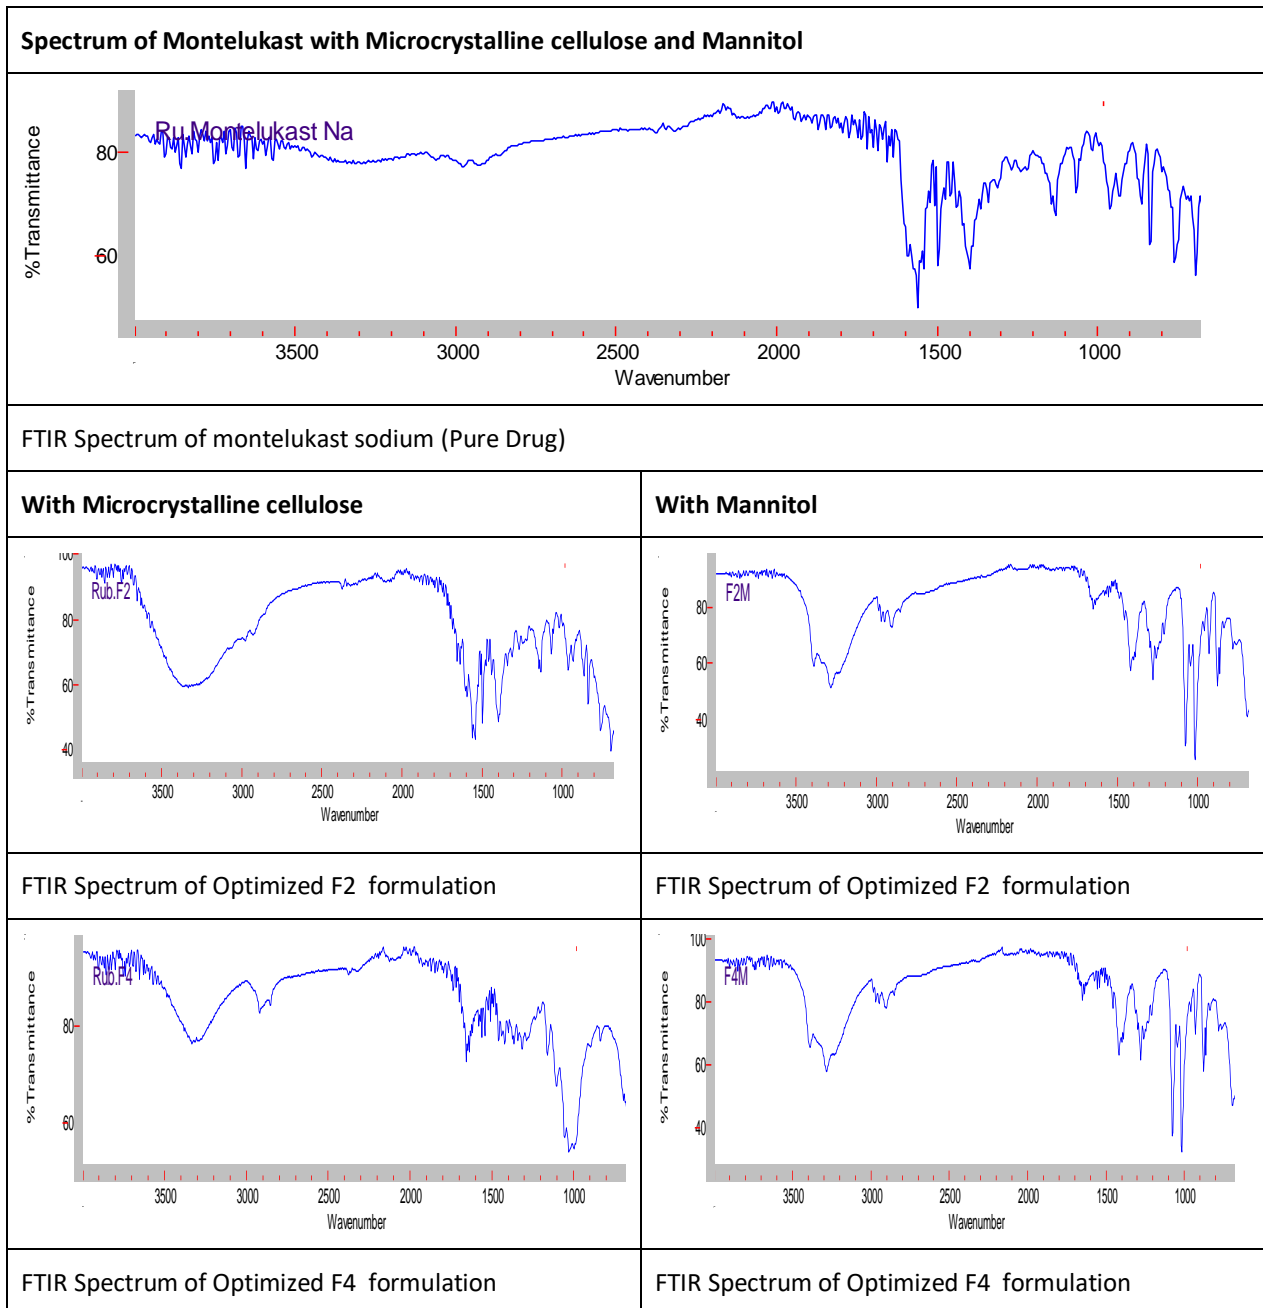 Spectrum of Montelukast with Microcrystalline cellulose and Mannitol
Ru Montelukast Na
%Transmittance
80
60
3500 3000 2500 2000 1500 1000
Wavenumber
FTIR Spectrum of montelukast sodium (Pure Drug)
With Microcrystalline cellulose
With Mannitol
100
Rub.F2
%Transmittance
80
60
40
3500 3000 2500 2000 1500 1000
Wavenumber
F2M
%Transmittance
80
60
40
3500 3000 2500 2000 1500 1000
Wavenumber
FTIR Spectrum of Optimized F2 formulation
FTIR Spectrum of Optimized F2 formulation
Rub.F4
%Transmittance
80
60
3500 3000 2500 2000 1500 1000
Wavenumber
100
F4M
%Transmittance
80
60
40
3500 3000 2500 2000 1500 1000
Wavenumber
FTIR Spectrum of Optimized F4 formulation
FTIR Spectrum of Optimized F4 formulation